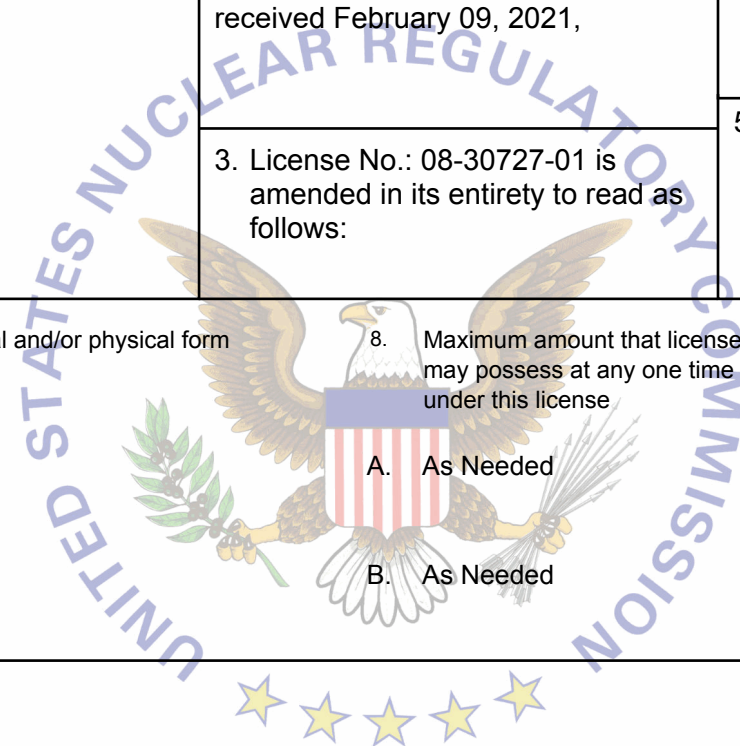 received February 09, 2021,
3. License No.: 08-30727-01 is
amended in its entirety to read as
follows:
and/or physical form
8. Maximum amount that license
may possess at any one time
under this license
A. As Needed
B. As Needed
UNITED STATES NUCLEAR REGULATORY COMMISSION